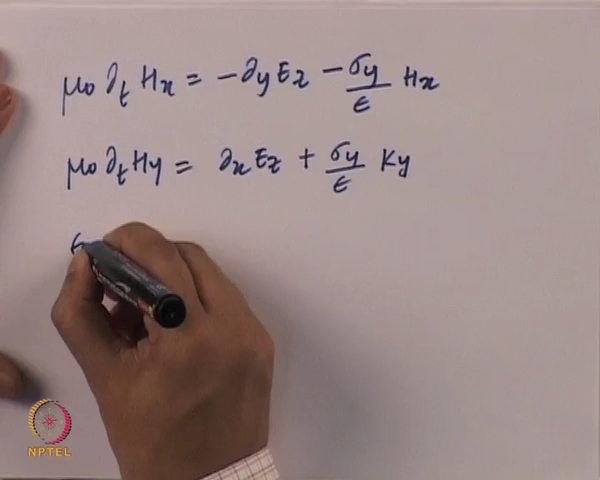 μ₀ ∂ₜ Hx = − ∂y Ez − σy/ε Hx
μ₀ ∂ₜ Hy = ∂x Ez + σy/ε Ky
ε
NPTEL